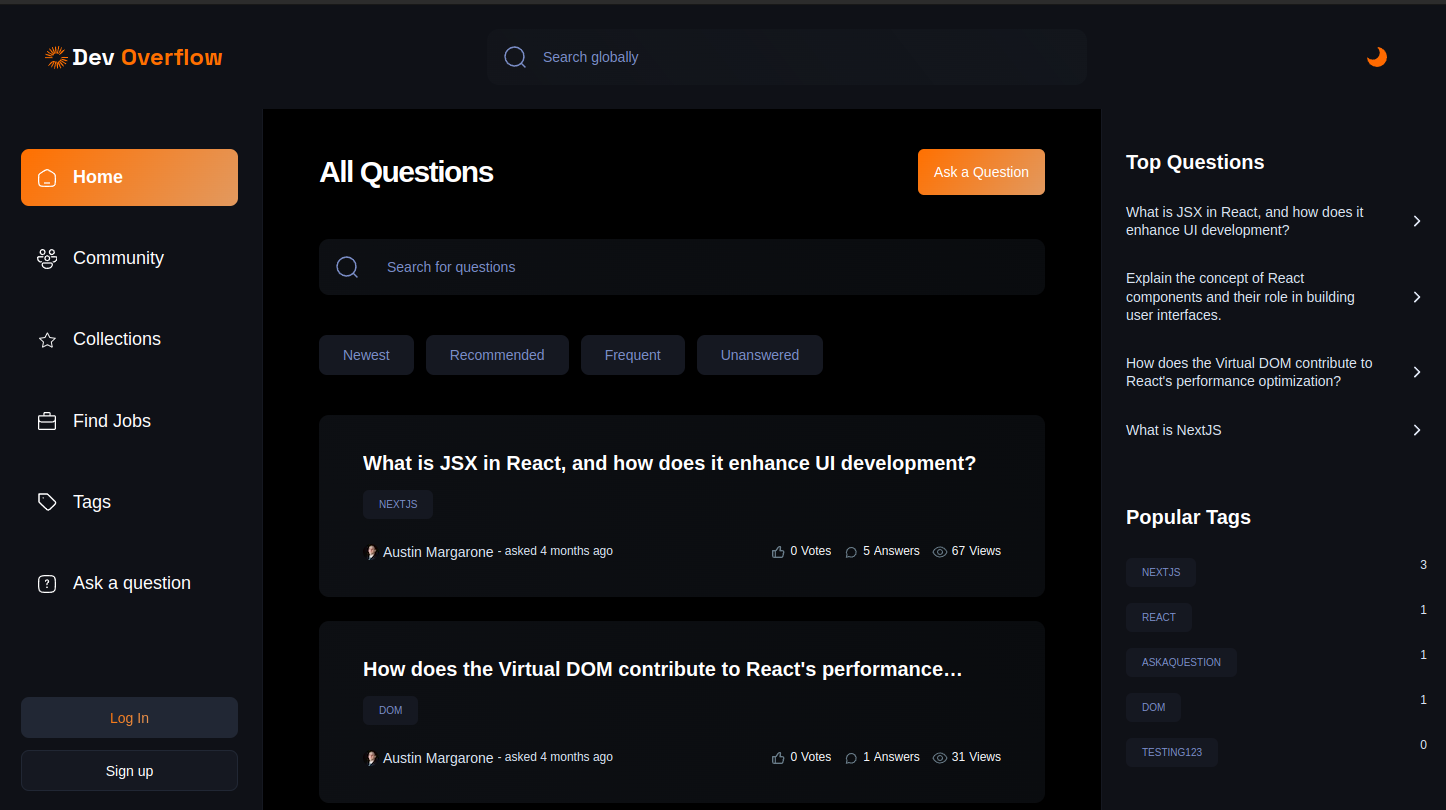 Dev Overflow
Search globally
Home
Community
Collections
Find Jobs
Tags
Ask a question
Log In
Sign up
All Questions
Ask a Question
Search for questions
Newest
Recommended
Frequent
Unanswered
What is JSX in React, and how does it enhance UI development?
NEXTJS
Austin Margarone - asked 4 months ago
0 Votes
5 Answers
67 Views
How does the Virtual DOM contribute to React's performance…
DOM
Austin Margarone - asked 4 months ago
0 Votes
1 Answers
31 Views
Top Questions
What is JSX in React, and how does it
enhance UI development?
Explain the concept of React
components and their role in building
user interfaces.
How does the Virtual DOM contribute to
React's performance optimization?
What is NextJS
Popular Tags
NEXTJS 3
REACT 1
ASKAQUESTION 1
DOM 1
TESTING123 0